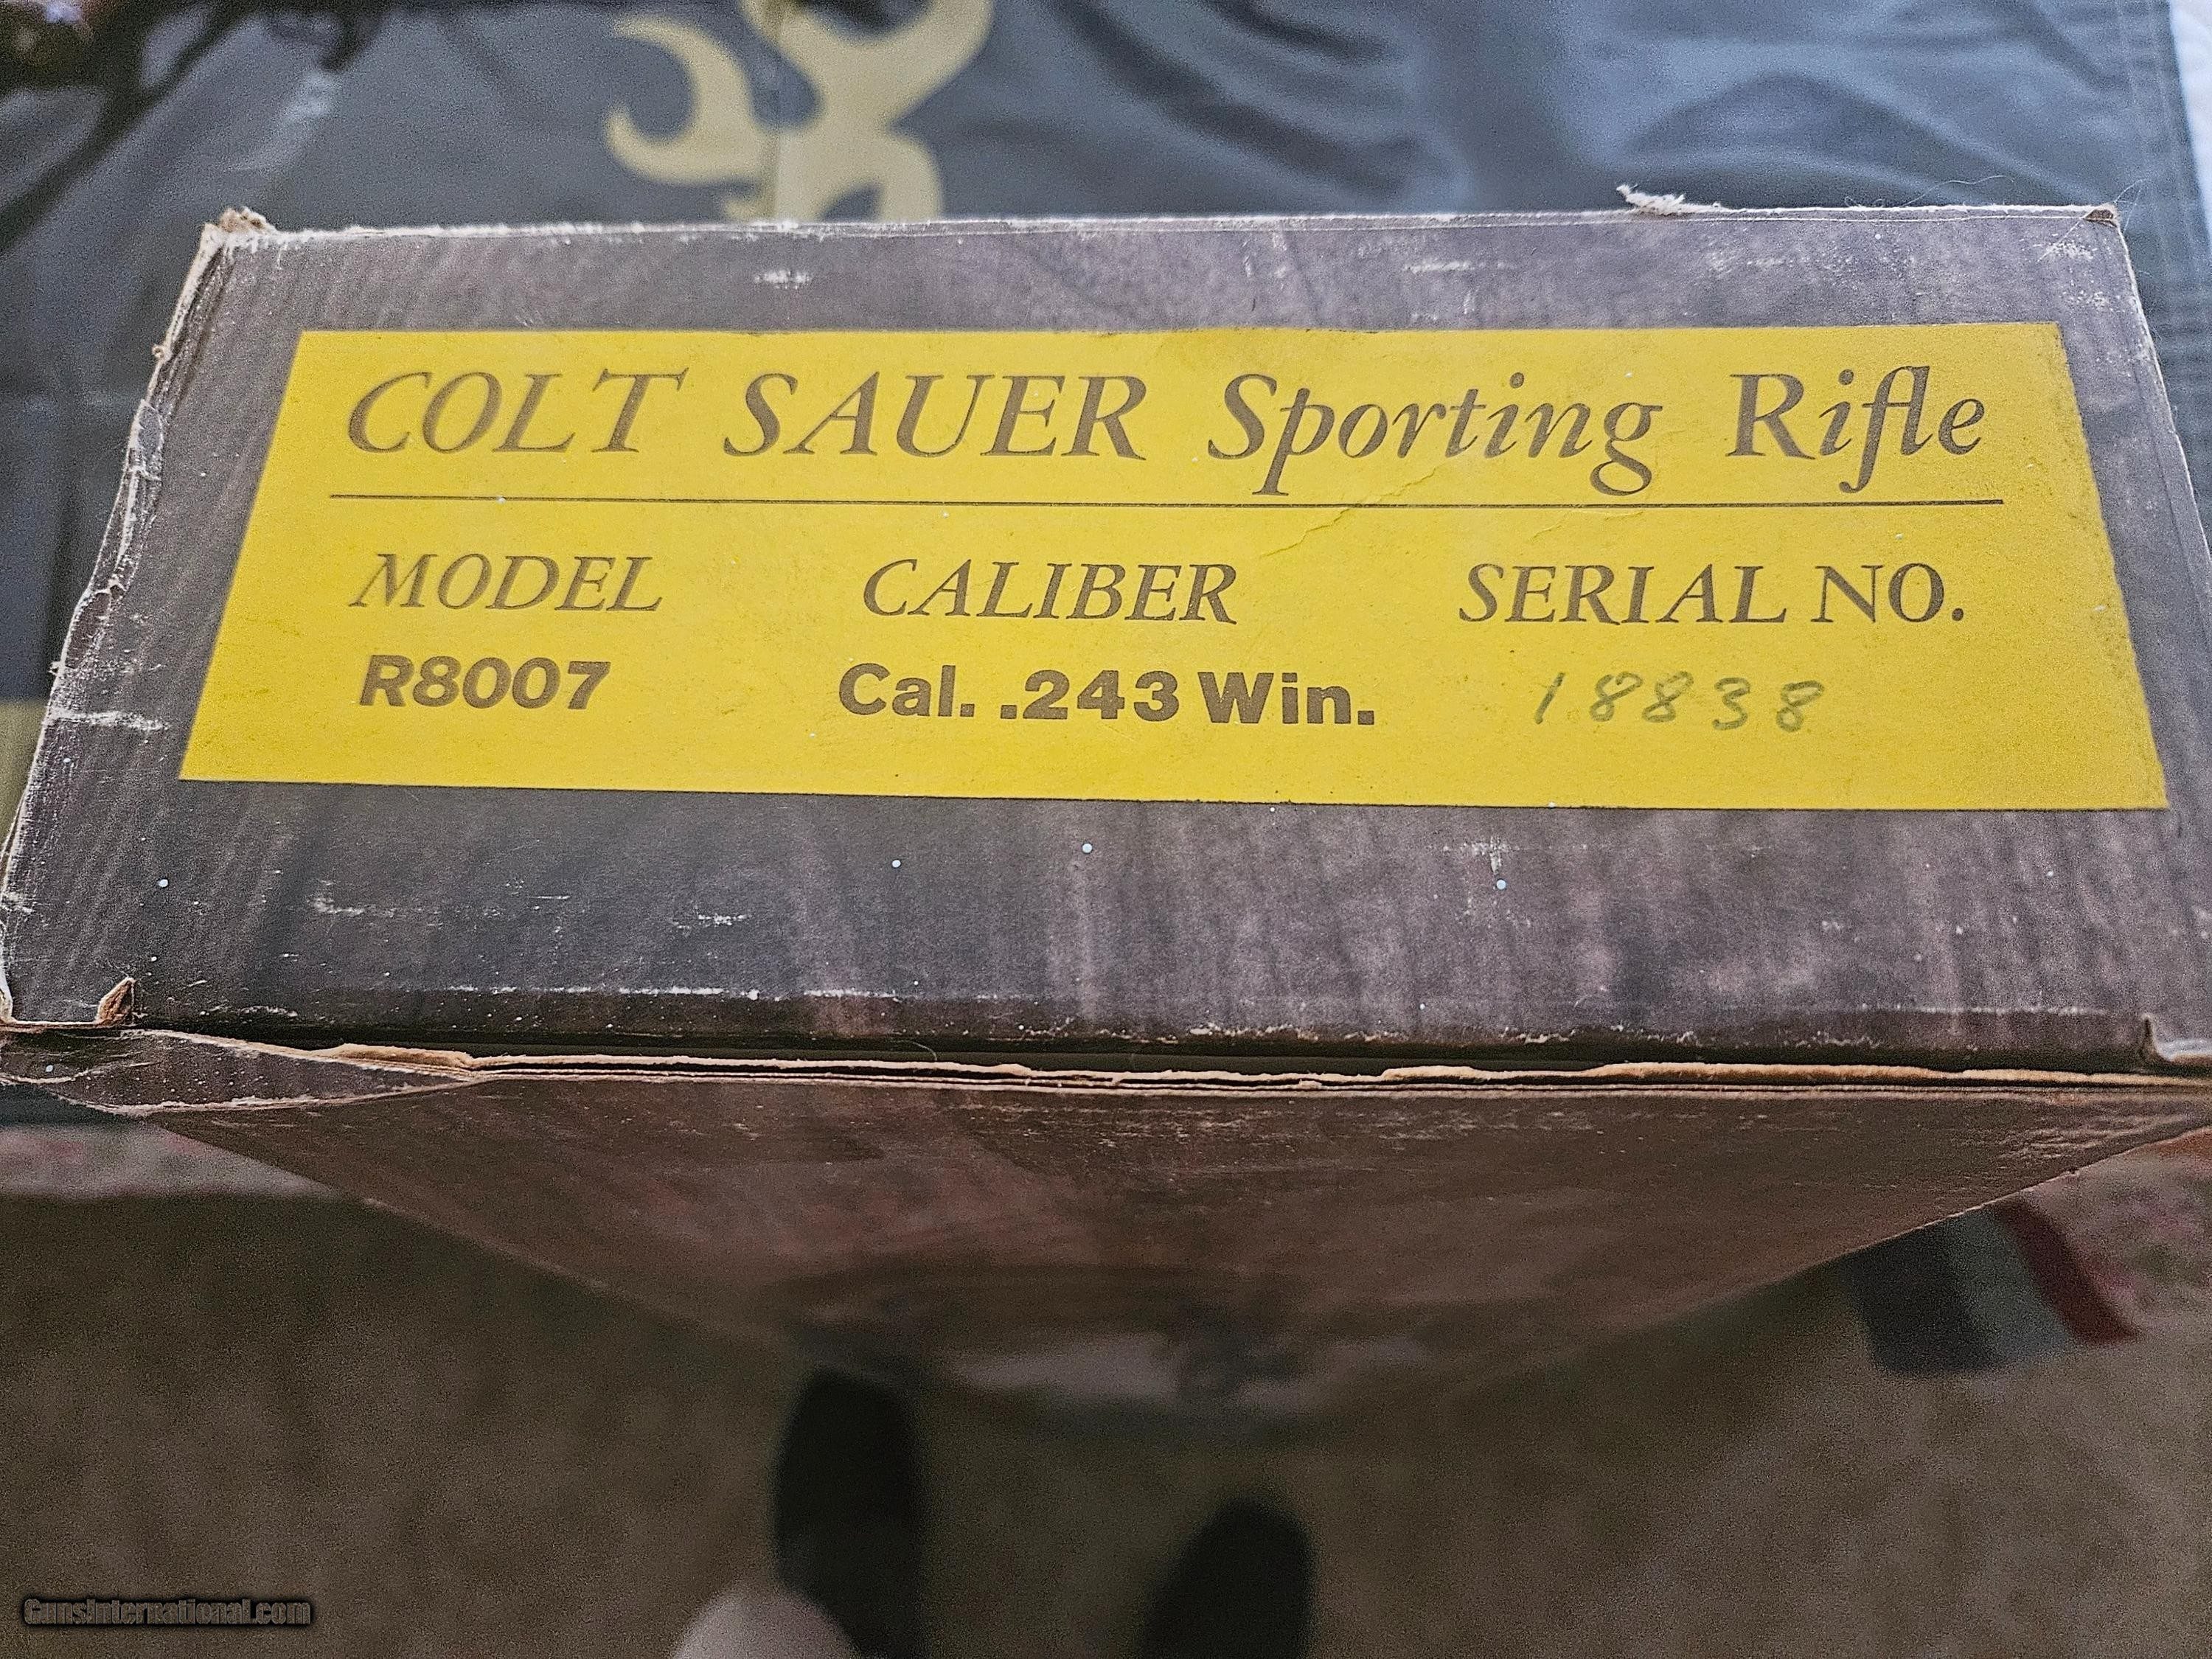 COLT SAUER Sporting Rifle
MODEL CALIBER SERIAL NO.
R8007 Cal. .243 Win. 18838
GunsInternational.com